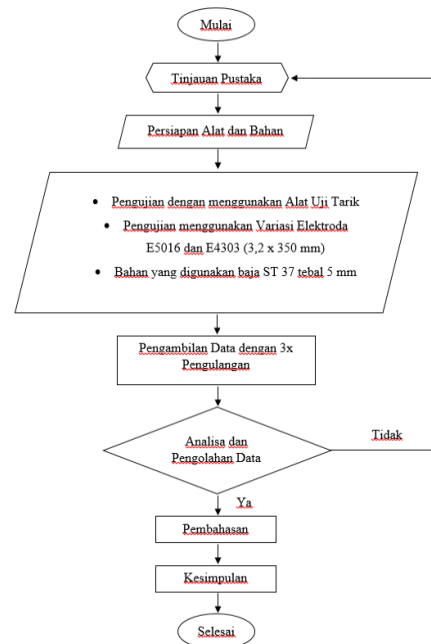 Mulai
Tinjauan Pustaka
Persiapan Alat dan Bahan
• Pengujian dengan menggunakan Alat Uji Tarik
• Pengujian menggunakan Variasi Elektroda
E5016 dan E4303 (3,2 x 350 mm)
• Bahan yang digunakan baja ST 37 tebal 5 mm
Pengambilan Data dengan 3x
Pengulangan
Analisa dan
Pengolahan Data
Tidak
Ya
Pembahasan
Kesimpulan
Selesai